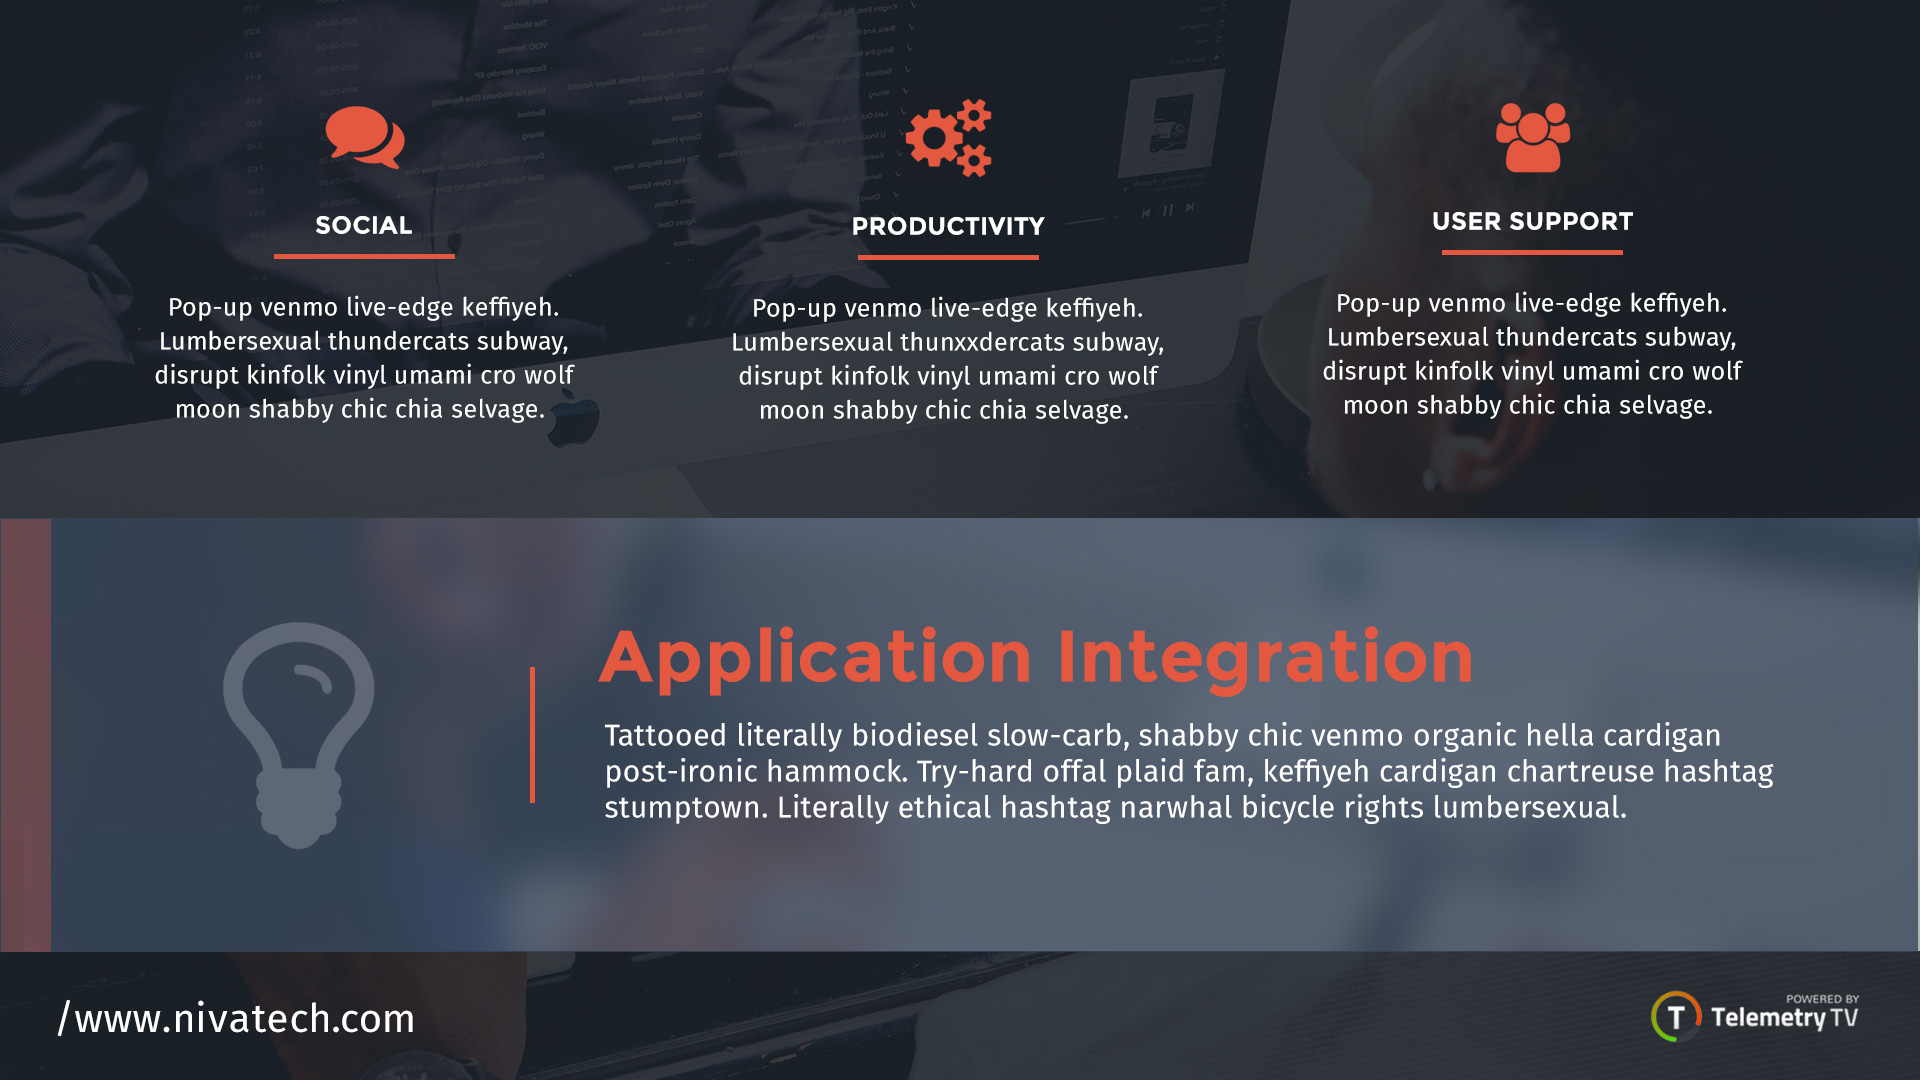 SOCIAL
Pop-up venmo live-edge keffiyeh.
Lumbersexual thundercats subway,
disrupt kinfolk vinyl umami cro wolf
moon shabby chic chia selvage.
PRODUCTIVITY
Pop-up venmo live-edge keffiyeh.
Lumbersexual thunxxdercats subway,
disrupt kinfolk vinyl umami cro wolf
moon shabby chic chia selvage.
USER SUPPORT
Pop-up venmo live-edge keffiyeh.
Lumbersexual thundercats subway,
disrupt kinfolk vinyl umami cro wolf
moon shabby chic chia selvage.
Application Integration
Tattooed literally biodiesel slow-carb, shabby chic venmo organic hella cardigan
post-ironic hammock. Try-hard offal plaid fam, keffiyeh cardigan chartreuse hashtag
stumptown. Literally ethical hashtag narwhal bicycle rights lumbersexual.
/www.nivatech.com
POWERED BY
T Telemetry TV